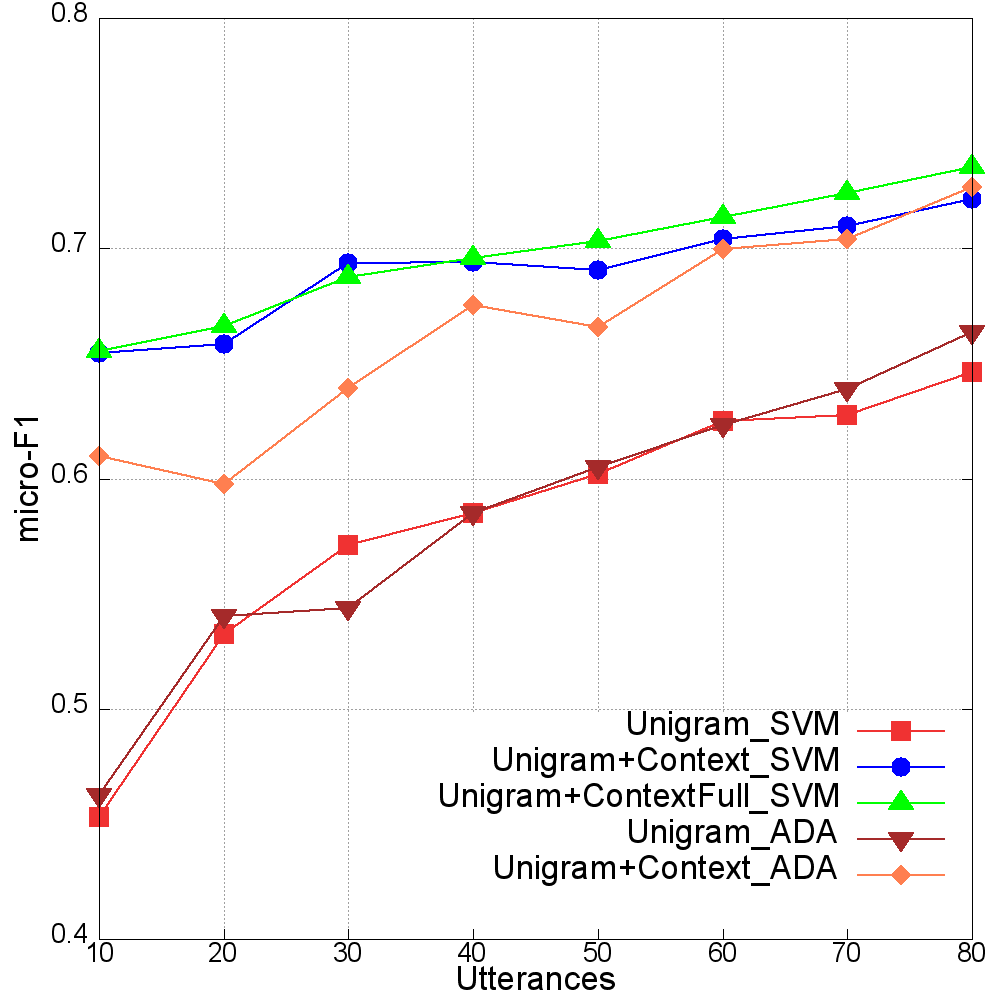 0.8
0.7
0.6
0.5
0.4
micro-F1
Unigram_SVM
Unigram+Context_SVM
Unigram+ContextFull_SVM
Unigram_ADA
Unigram+Context_ADA
10 20 30 40 50 60 70 80
Utterances